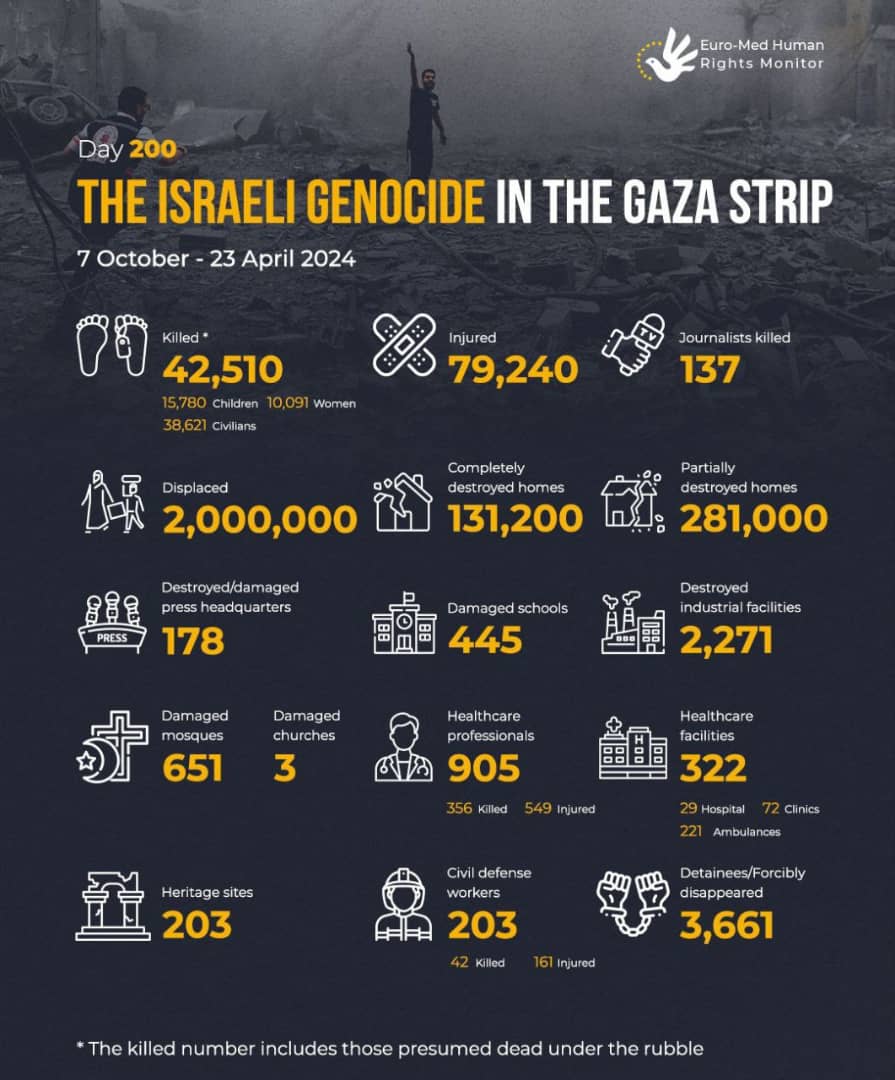 Euro-Med Human
Rights Monitor
Day 200
THE ISRAELI GENOCIDE IN THE GAZA STRIP
7 October - 23 April 2024
Killed *
42,510
15,780 Children 10,091 Women
38,621 Civilians
Injured
79,240
TV
Journalists killed
137
Displaced
2,000,000
Completely
destroyed homes
131,200
Partially
destroyed homes
281,000
PRESS
Destroyed/damaged
press headquarters
178
Damaged schools
445
Destroyed
industrial facilities
2,271
Damaged
mosques
651
Damaged
churches
3
Healthcare
professionals
905
356 Killed 549 Injured
H
Healthcare
facilities
322
29 Hospital 72 Clinics
221 Ambulances
Heritage sites
203
Civil defense
workers
203
42 Killed 161 Injured
Detainees/Forcibly
disappeared
3,661
* The killed number includes those presumed dead under the rubble